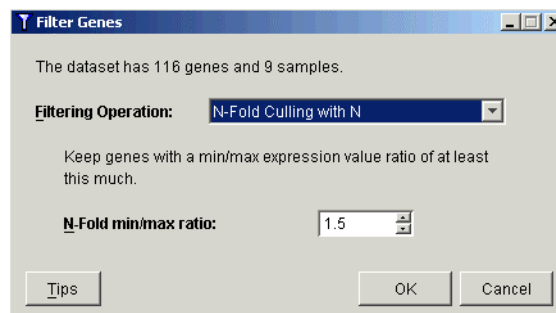 Filter Genes
The dataset has 116 genes and 9 samples.
Filtering Operation: N-Fold Culling with N
Keep genes with a min/max expression value ratio of at least
this much.
N-Fold min/max ratio: 1.5
Tips OK Cancel